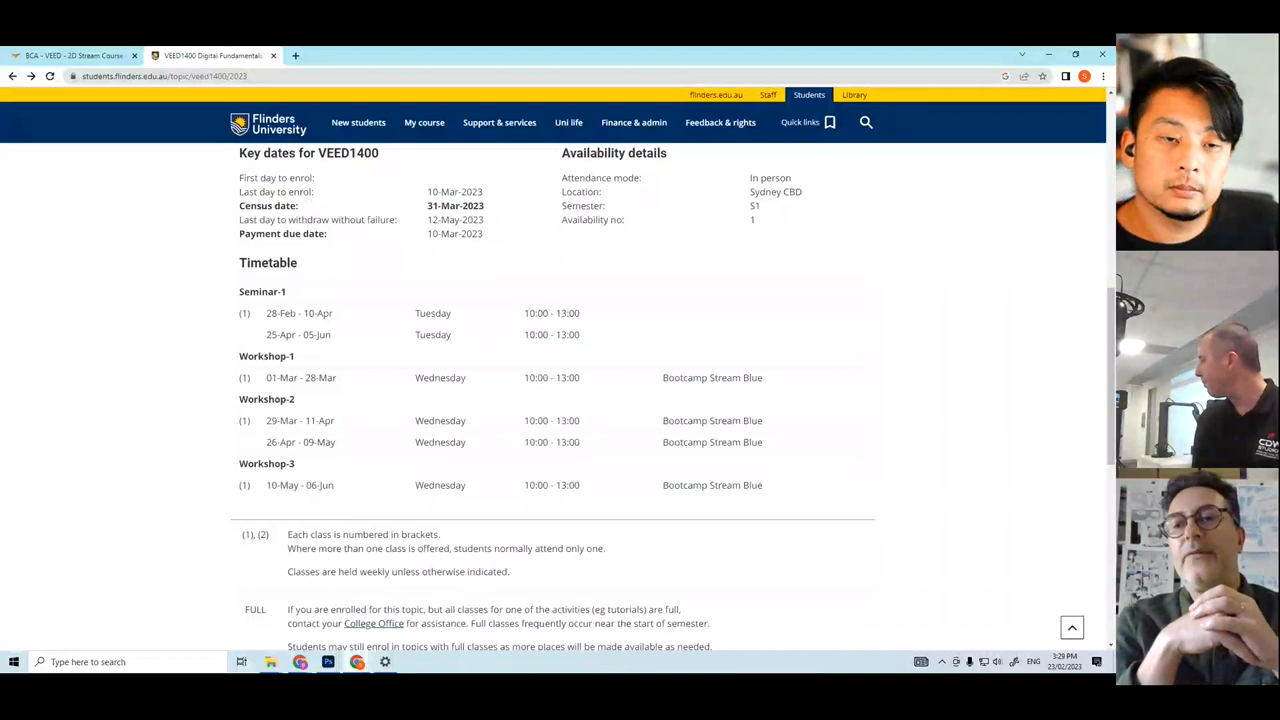 BCA - VEED - 2D Stream Course
VEED1400 Digital Fundamentals
students.flinders.edu.au/topic/veed1400/2023
S
flinders.edu.au Staff Students Library
Flinders University
New students My course Support & services Uni life Finance & admin Feedback & rights Quick links
Key dates for VEED1400
First day to enrol:
Last day to enrol: 10-Mar-2023
Census date: 31-Mar-2023
Last day to withdraw without failure: 12-May-2023
Payment due date: 10-Mar-2023
Availability details
Attendance mode: In person
Location: Sydney CBD
Semester: S1
Availability no: 1
Timetable
Seminar-1
(1) 28-Feb - 10-Apr Tuesday 10:00 - 13:00
25-Apr - 05-Jun Tuesday 10:00 - 13:00
Workshop-1
(1) 01-Mar - 28-Mar Wednesday 10:00 - 13:00 Bootcamp Stream Blue
Workshop-2
(1) 29-Mar - 11-Apr Wednesday 10:00 - 13:00 Bootcamp Stream Blue
26-Apr - 09-May Wednesday 10:00 - 13:00 Bootcamp Stream Blue
Workshop-3
(1) 10-May - 06-Jun Wednesday 10:00 - 13:00 Bootcamp Stream Blue
(1), (2) Each class is numbered in brackets.
Where more than one class is offered, students normally attend only one.
Classes are held weekly unless otherwise indicated.
FULL If you are enrolled for this topic, but all classes for one of the activities (eg tutorials) are full,
contact your College Office for assistance. Full classes frequently occur near the start of semester.
Students may still enrol in topics with full classes as more places will be made available as needed.
Type here to search
Ps
ENG
3:29 PM
23/02/2023
CDW
STUDIOS